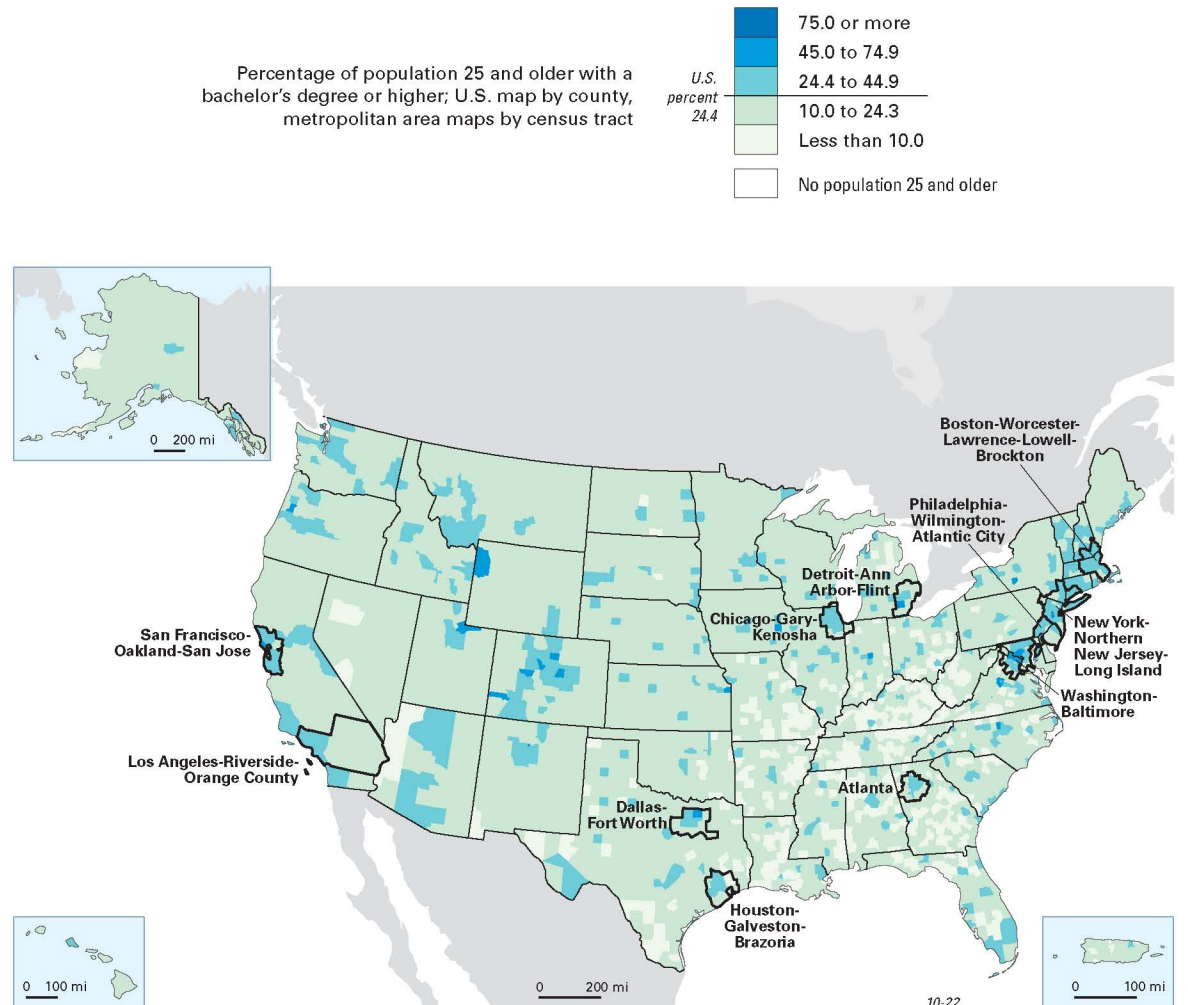 75.0 or more
45.0 to 74.9
24.4 to 44.9
10.0 to 24.3
Less than 10.0
No population 25 and older
Percentage of population 25 and older with a
bachelor's degree or higher; U.S. map by county,
metropolitan area maps by census tract
U.S.
percent
24.4
0 200 mi
Boston-Worcester-
Lawrence-Lowell-
Brockton
Philadelphia-
Wilmington-
Atlantic City
Detroit-Ann
Arbor-Flint
Chicago-Gary-
Kenosha
New York-
Northern
New Jersey-
Long Island
Washington-
Baltimore
San Francisco-
Oakland-San Jose
Los Angeles-Riverside-
Orange County
Atlanta
Dallas-
Fort Worth
Houston-
Galveston-
Brazoria
0 100 mi
0 200 mi
0 100 mi
10-22